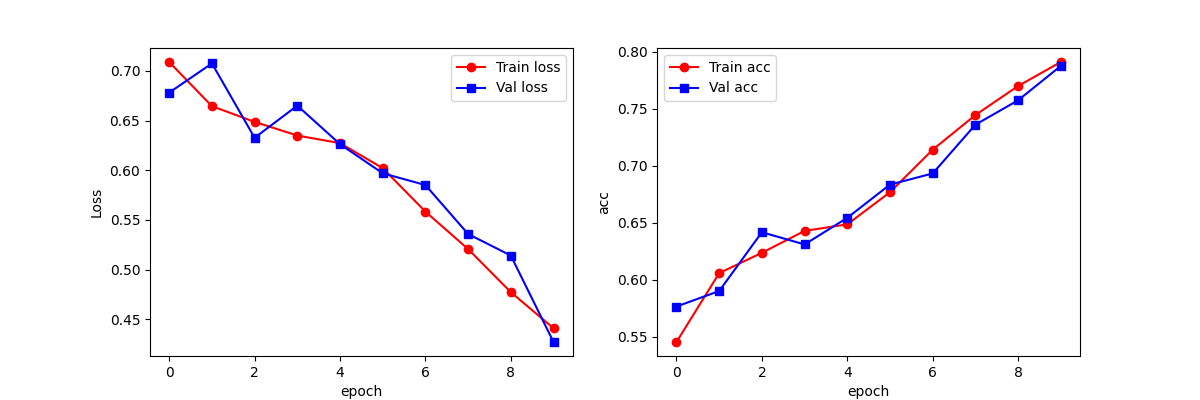 0.70
0.65
0.60
0.55
0.50
0.45
Loss
0 2 4 6 8
epoch
Train loss
Val loss
0.80
0.75
0.70
0.65
0.60
0.55
acc
0 2 4 6 8
epoch
Train acc
Val acc